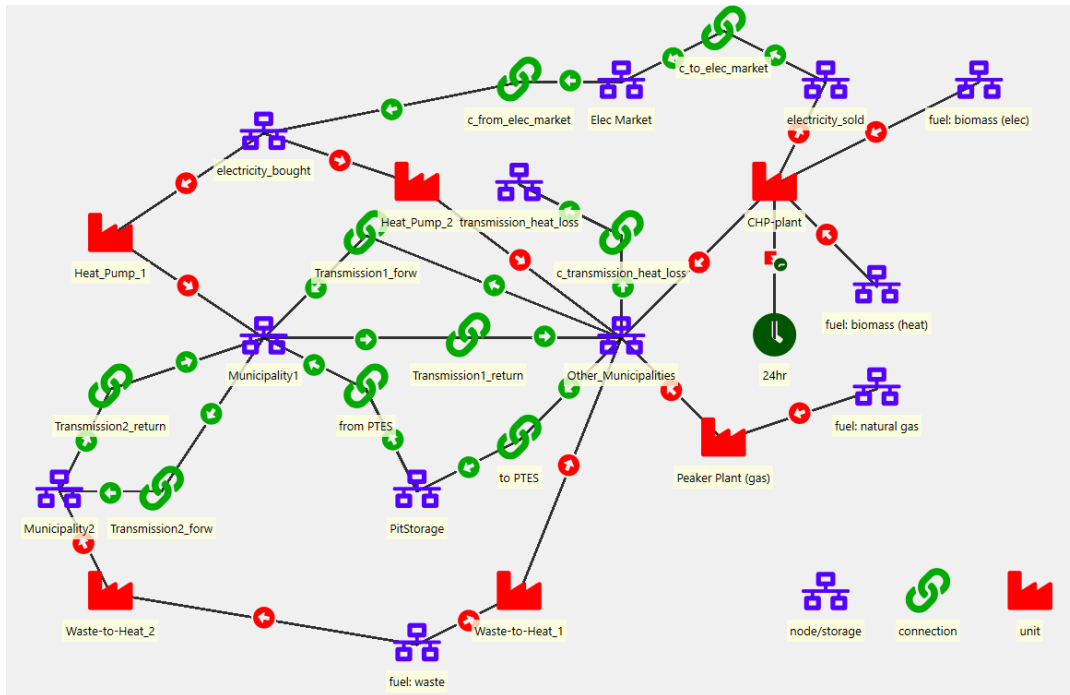 c_to_elec_market
c_from_elec_market
Elec Market
electricity_sold
fuel: biomass (elec)
electricity_bought
Heat_Pump_2
transmission_heat_loss
CHP-plant
Heat_Pump_1
Transmission1_forw
c_transmission_heat_loss
fuel: biomass (heat)
Municipality1
Transmission1_return
Other_Municipalities
24hr
Transmission2_return
from PTES
fuel: natural gas
to PTES
Peaker Plant (gas)
Municipality2
Transmission2_forw
PitStorage
Waste-to-Heat_2
Waste-to-Heat_1
node/storage
connection
unit
fuel: waste